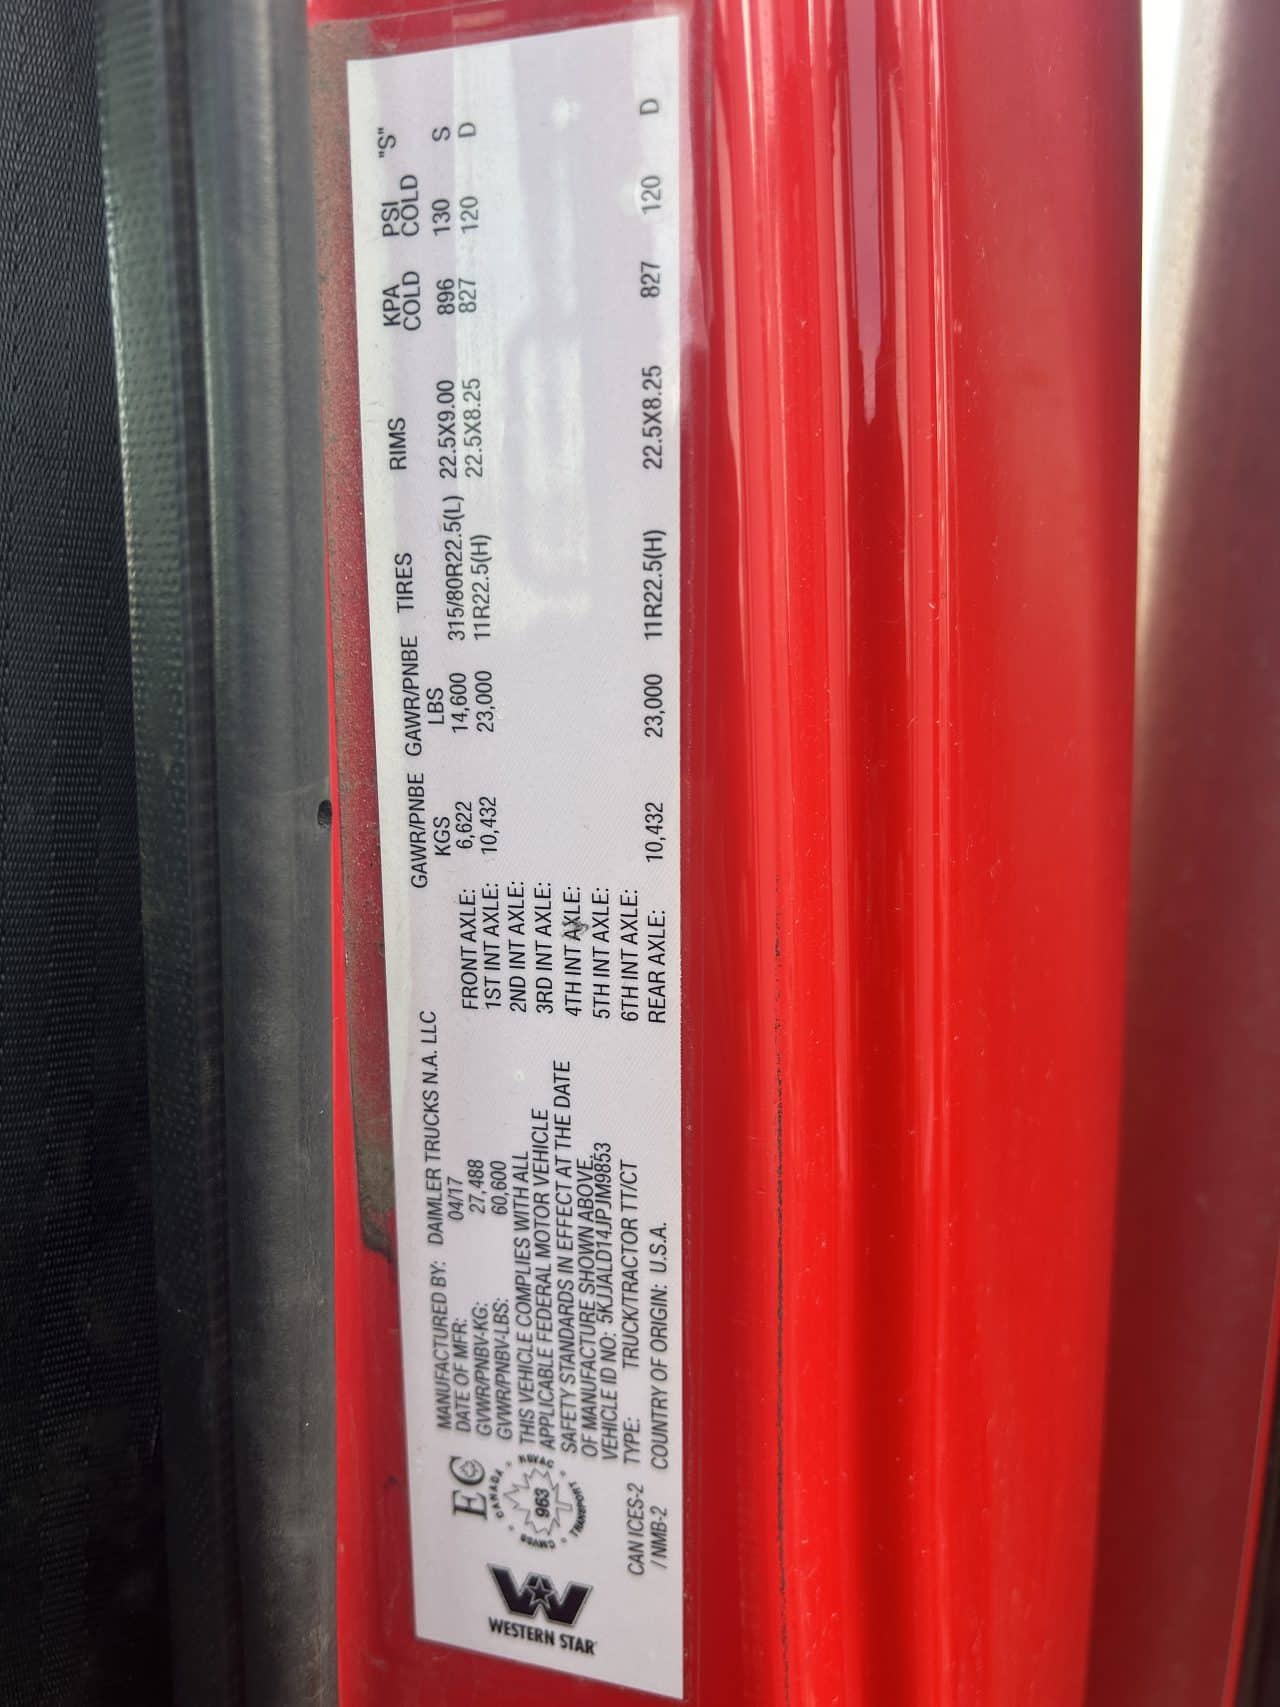 WESTERN STAR
EC
CANADA
CMVSS
NSVAC
963
TRANSPORT
CAN ICES-2
/ NMB-2
MANUFACTURED BY: DAIMLER TRUCKS N.A. LLC
DATE OF MFR: 04/17
GVWR/PNBV-KG: 27,488
GVWR/PNBV-LBS: 60,600
THIS VEHICLE COMPLIES WITH ALL
APPLICABLE FEDERAL MOTOR VEHICLE
SAFETY STANDARDS IN EFFECT AT THE DATE
OF MANUFACTURE SHOWN ABOVE.
VEHICLE ID NO: 5KJJALD14JPJM9853
TYPE: TRUCK/TRACTOR TT/CT
COUNTRY OF ORIGIN: U.S.A.
GAWR/PNBE GAWR/PNBE TIRES RIMS KPA PSI "S"
KGS LBS COLD COLD
FRONT AXLE: 6,622 14,600 315/80R22.5(L) 22.5X9.00 896 130 S
1ST INT AXLE: 10,432 23,000 11R22.5(H) 22.5X8.25 827 120 D
2ND INT AXLE:
3RD INT AXLE:
4TH INT AXLE:
5TH INT AXLE:
6TH INT AXLE:
REAR AXLE: 10,432 23,000 11R22.5(H) 22.5X8.25 827 120 D